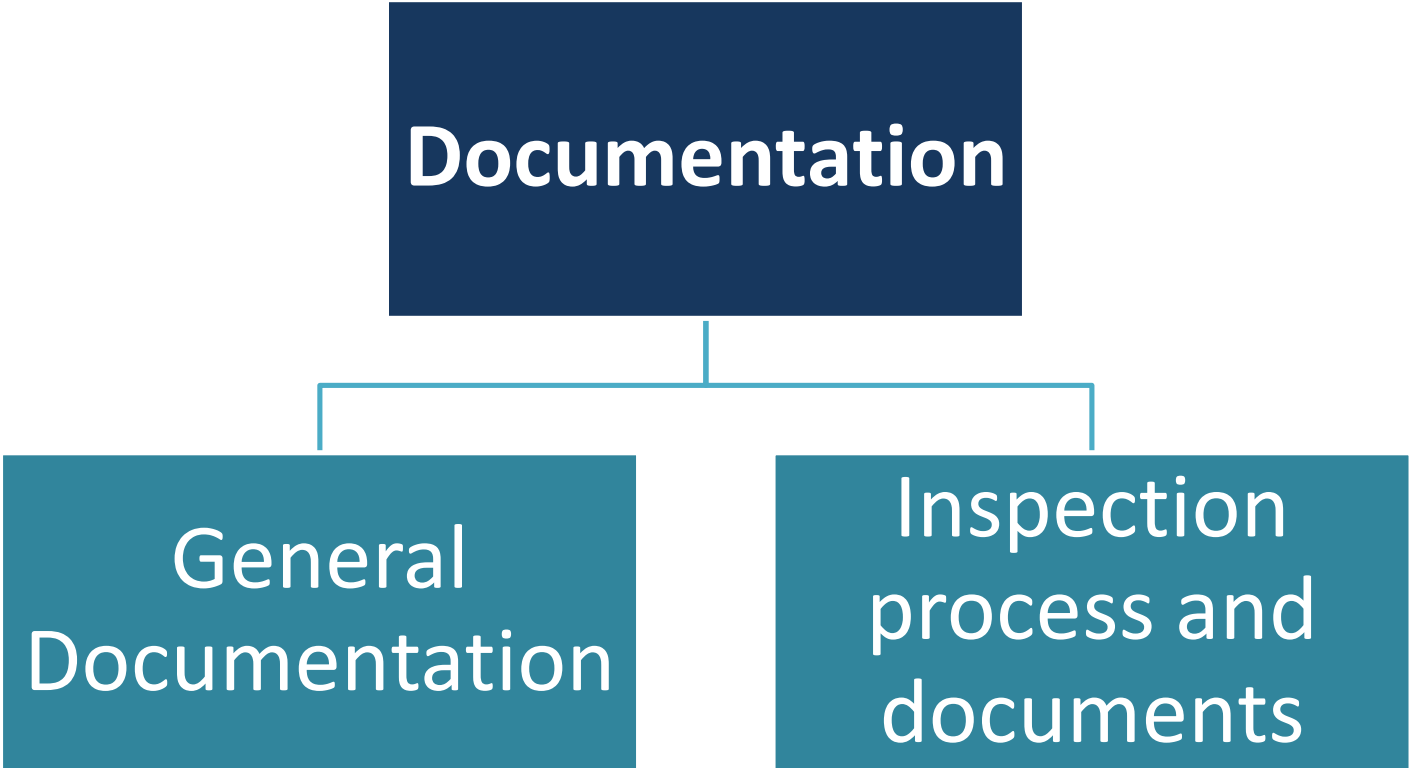 Documentation
General
Documentation
Inspection
process and
documents